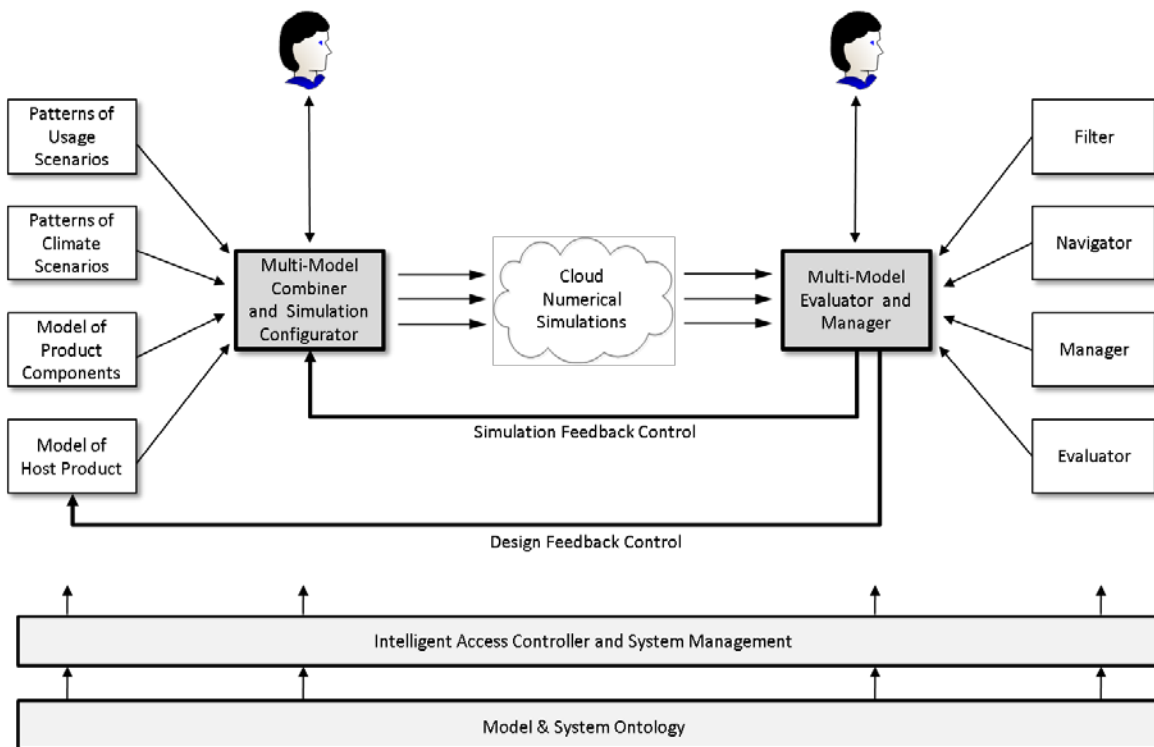 Patterns of
Usage
Scenarios
Patterns of
Climate
Scenarios
Model of
Product
Components
Model of
Host Product
Multi-Model
Combiner
and Simulation
Configurator
Cloud
Numerical
Simulations
Multi-Model
Evaluator and
Manager
Filter
Navigator
Manager
Evaluator
Simulation Feedback Control
Design Feedback Control
Intelligent Access Controller and System Management
Model & System Ontology